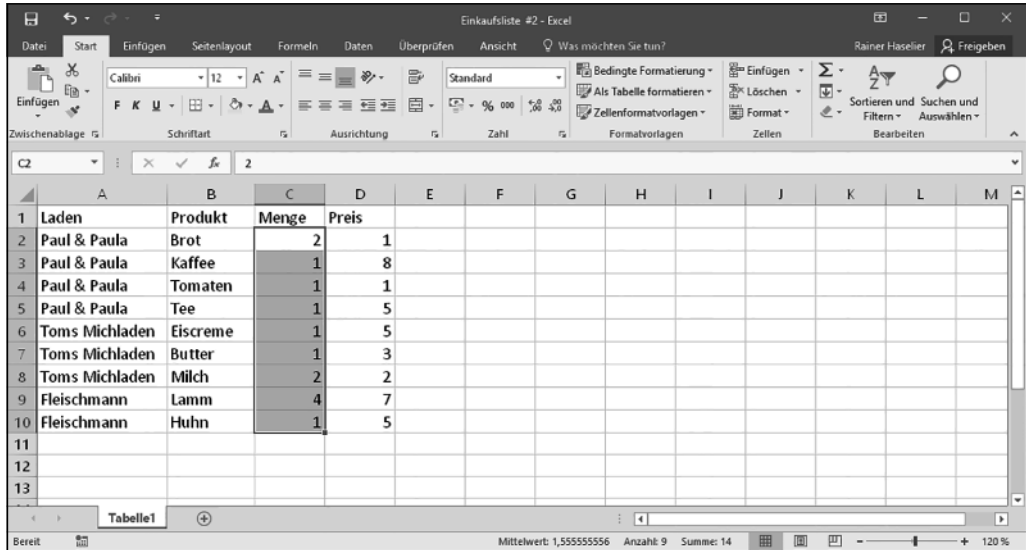 Einkaufsliste #2 - Excel
Datei Start Einfügen Seitenlayout Formeln Daten Überprüfen Ansicht Was möchten Sie tun? Rainer Haselier Freigeben
Calibri 12 A A Standard Bedingte Formatierung Einfügen Σ A Z
Einfügen F K U A % 000 Als Tabelle formatieren Löschen Sortieren und Suchen und
Zellenformatvorlagen Format Filtern Auswählen
Zwischenablage Schriftart Ausrichtung Zahl Formatvorlagen Zellen Bearbeiten
C2 fx 2
A B C D E F G H I J K L M
1 Laden Produkt Menge Preis
2 Paul & Paula Brot 2 1
3 Paul & Paula Kaffee 1 8
4 Paul & Paula Tomaten 1 1
5 Paul & Paula Tee 1 5
6 Toms Michladen Eiscreme 1 5
7 Toms Michladen Butter 1 3
8 Toms Michladen Milch 2 2
9 Fleischmann Lamm 4 7
10 Fleischmann Huhn 1 5
11
12
13
Tabelle1
Bereit Mittelwert: 1,555555556 Anzahl: 9 Summe: 14 120 %